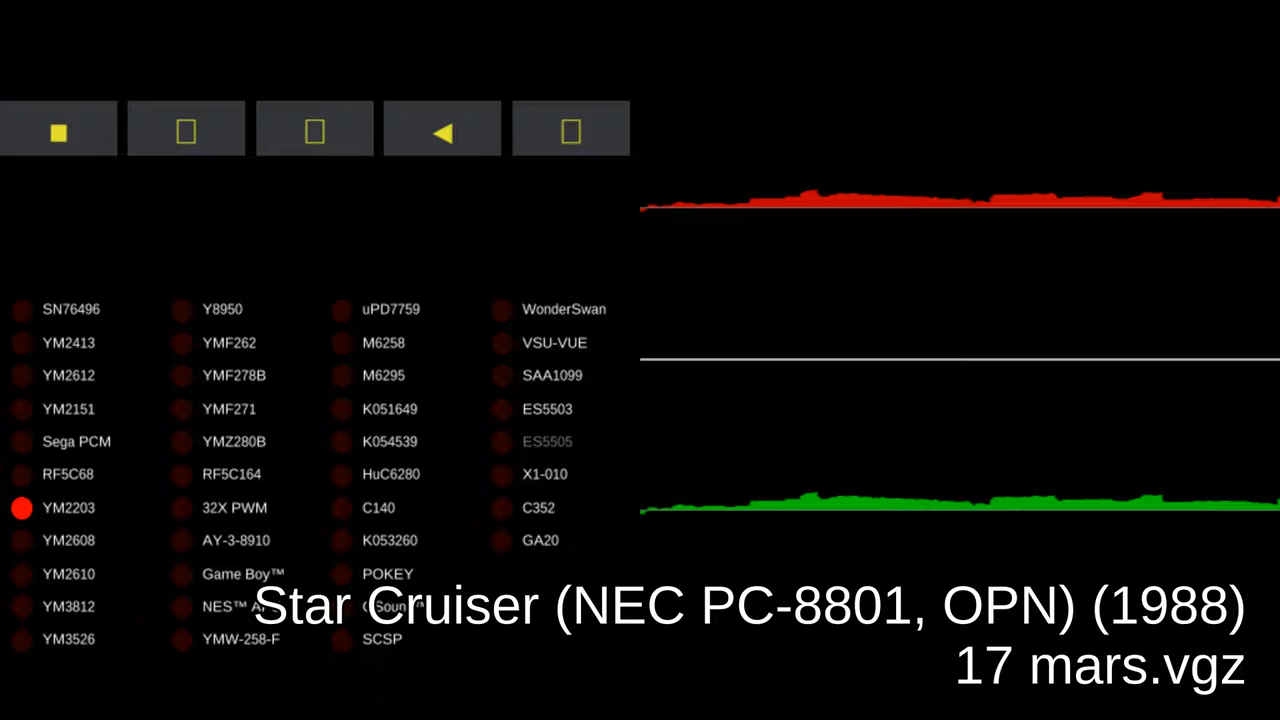 SN76496 Y8950 uPD7759 WonderSwan
YM2413 YMF262 M6258 VSU-VUE
YM2612 YMF278B M6295 SAA1099
YM2151 YMF271 K051649 ES5503
Sega PCM YMZ280B K054539 ES5505
RF5C68 RF5C164 HuC6280 X1-010
YM2203 32X PWM C140 C352
YM2608 AY-3-8910 K053260 GA20
YM2610 Game Boy™ POKEY
YM3812 NES™
YM3526 YMW-258-F SCSP
Star Cruiser (NEC PC-8801, OPN) (1988)
17 mars.vgz